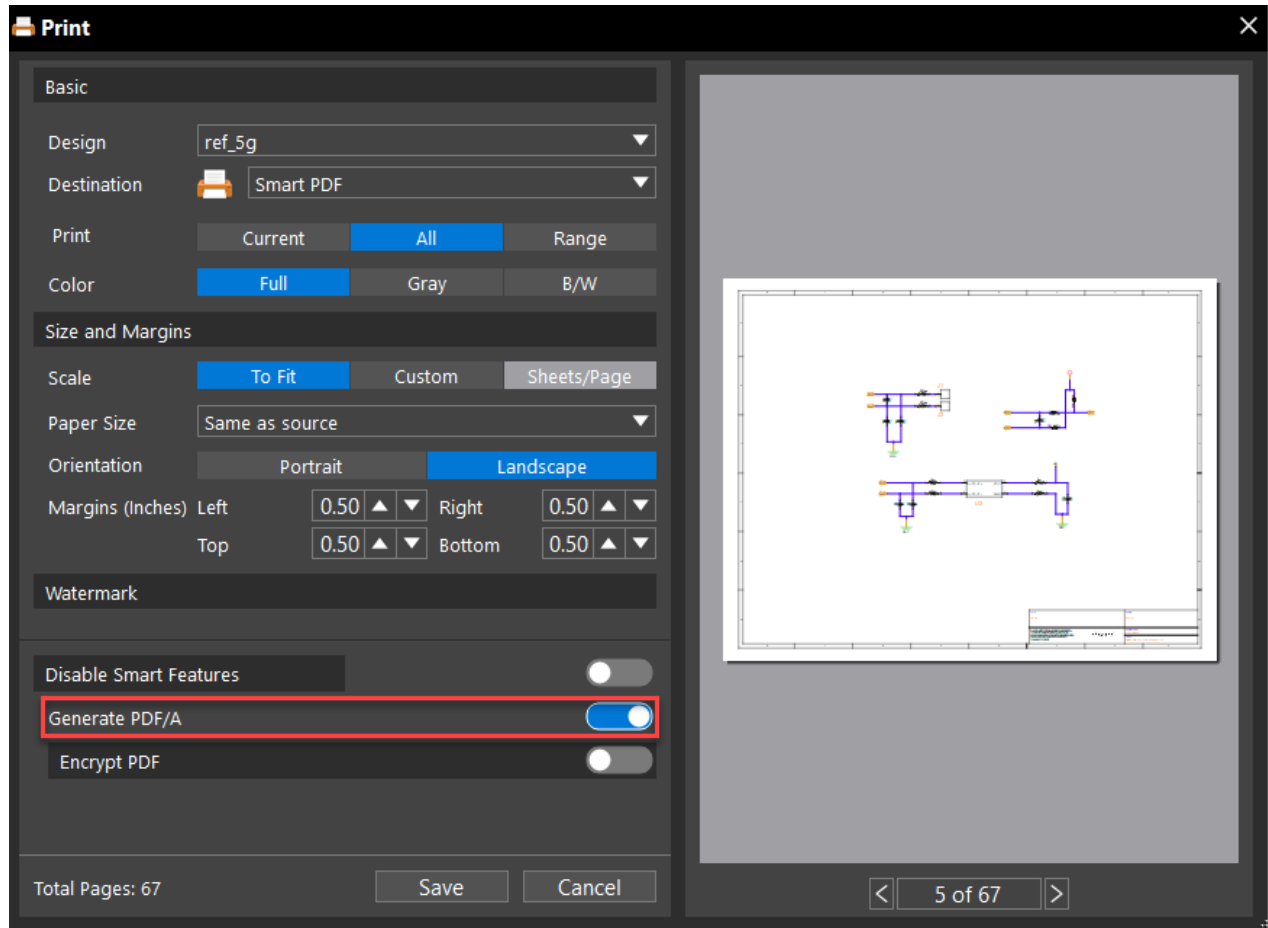 Print
Basic
Design ref_5g
Destination Smart PDF
Print Current All Range
Color Full Gray B/W
Size and Margins
Scale To Fit Custom Sheets/Page
Paper Size Same as source
Orientation Portrait Landscape
Margins (Inches) Left 0.50 Right 0.50
Top 0.50 Bottom 0.50
Watermark
Disable Smart Features
Generate PDF/A
Encrypt PDF
Total Pages: 67 Save Cancel
< 5 of 67 >